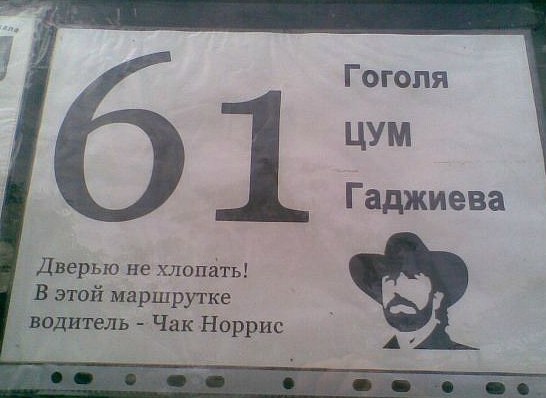 61
Гоголя
ЦУМ
Гаджиева
Дверью не хлопать!
В этой маршрутке
водитель - Чак Норрис